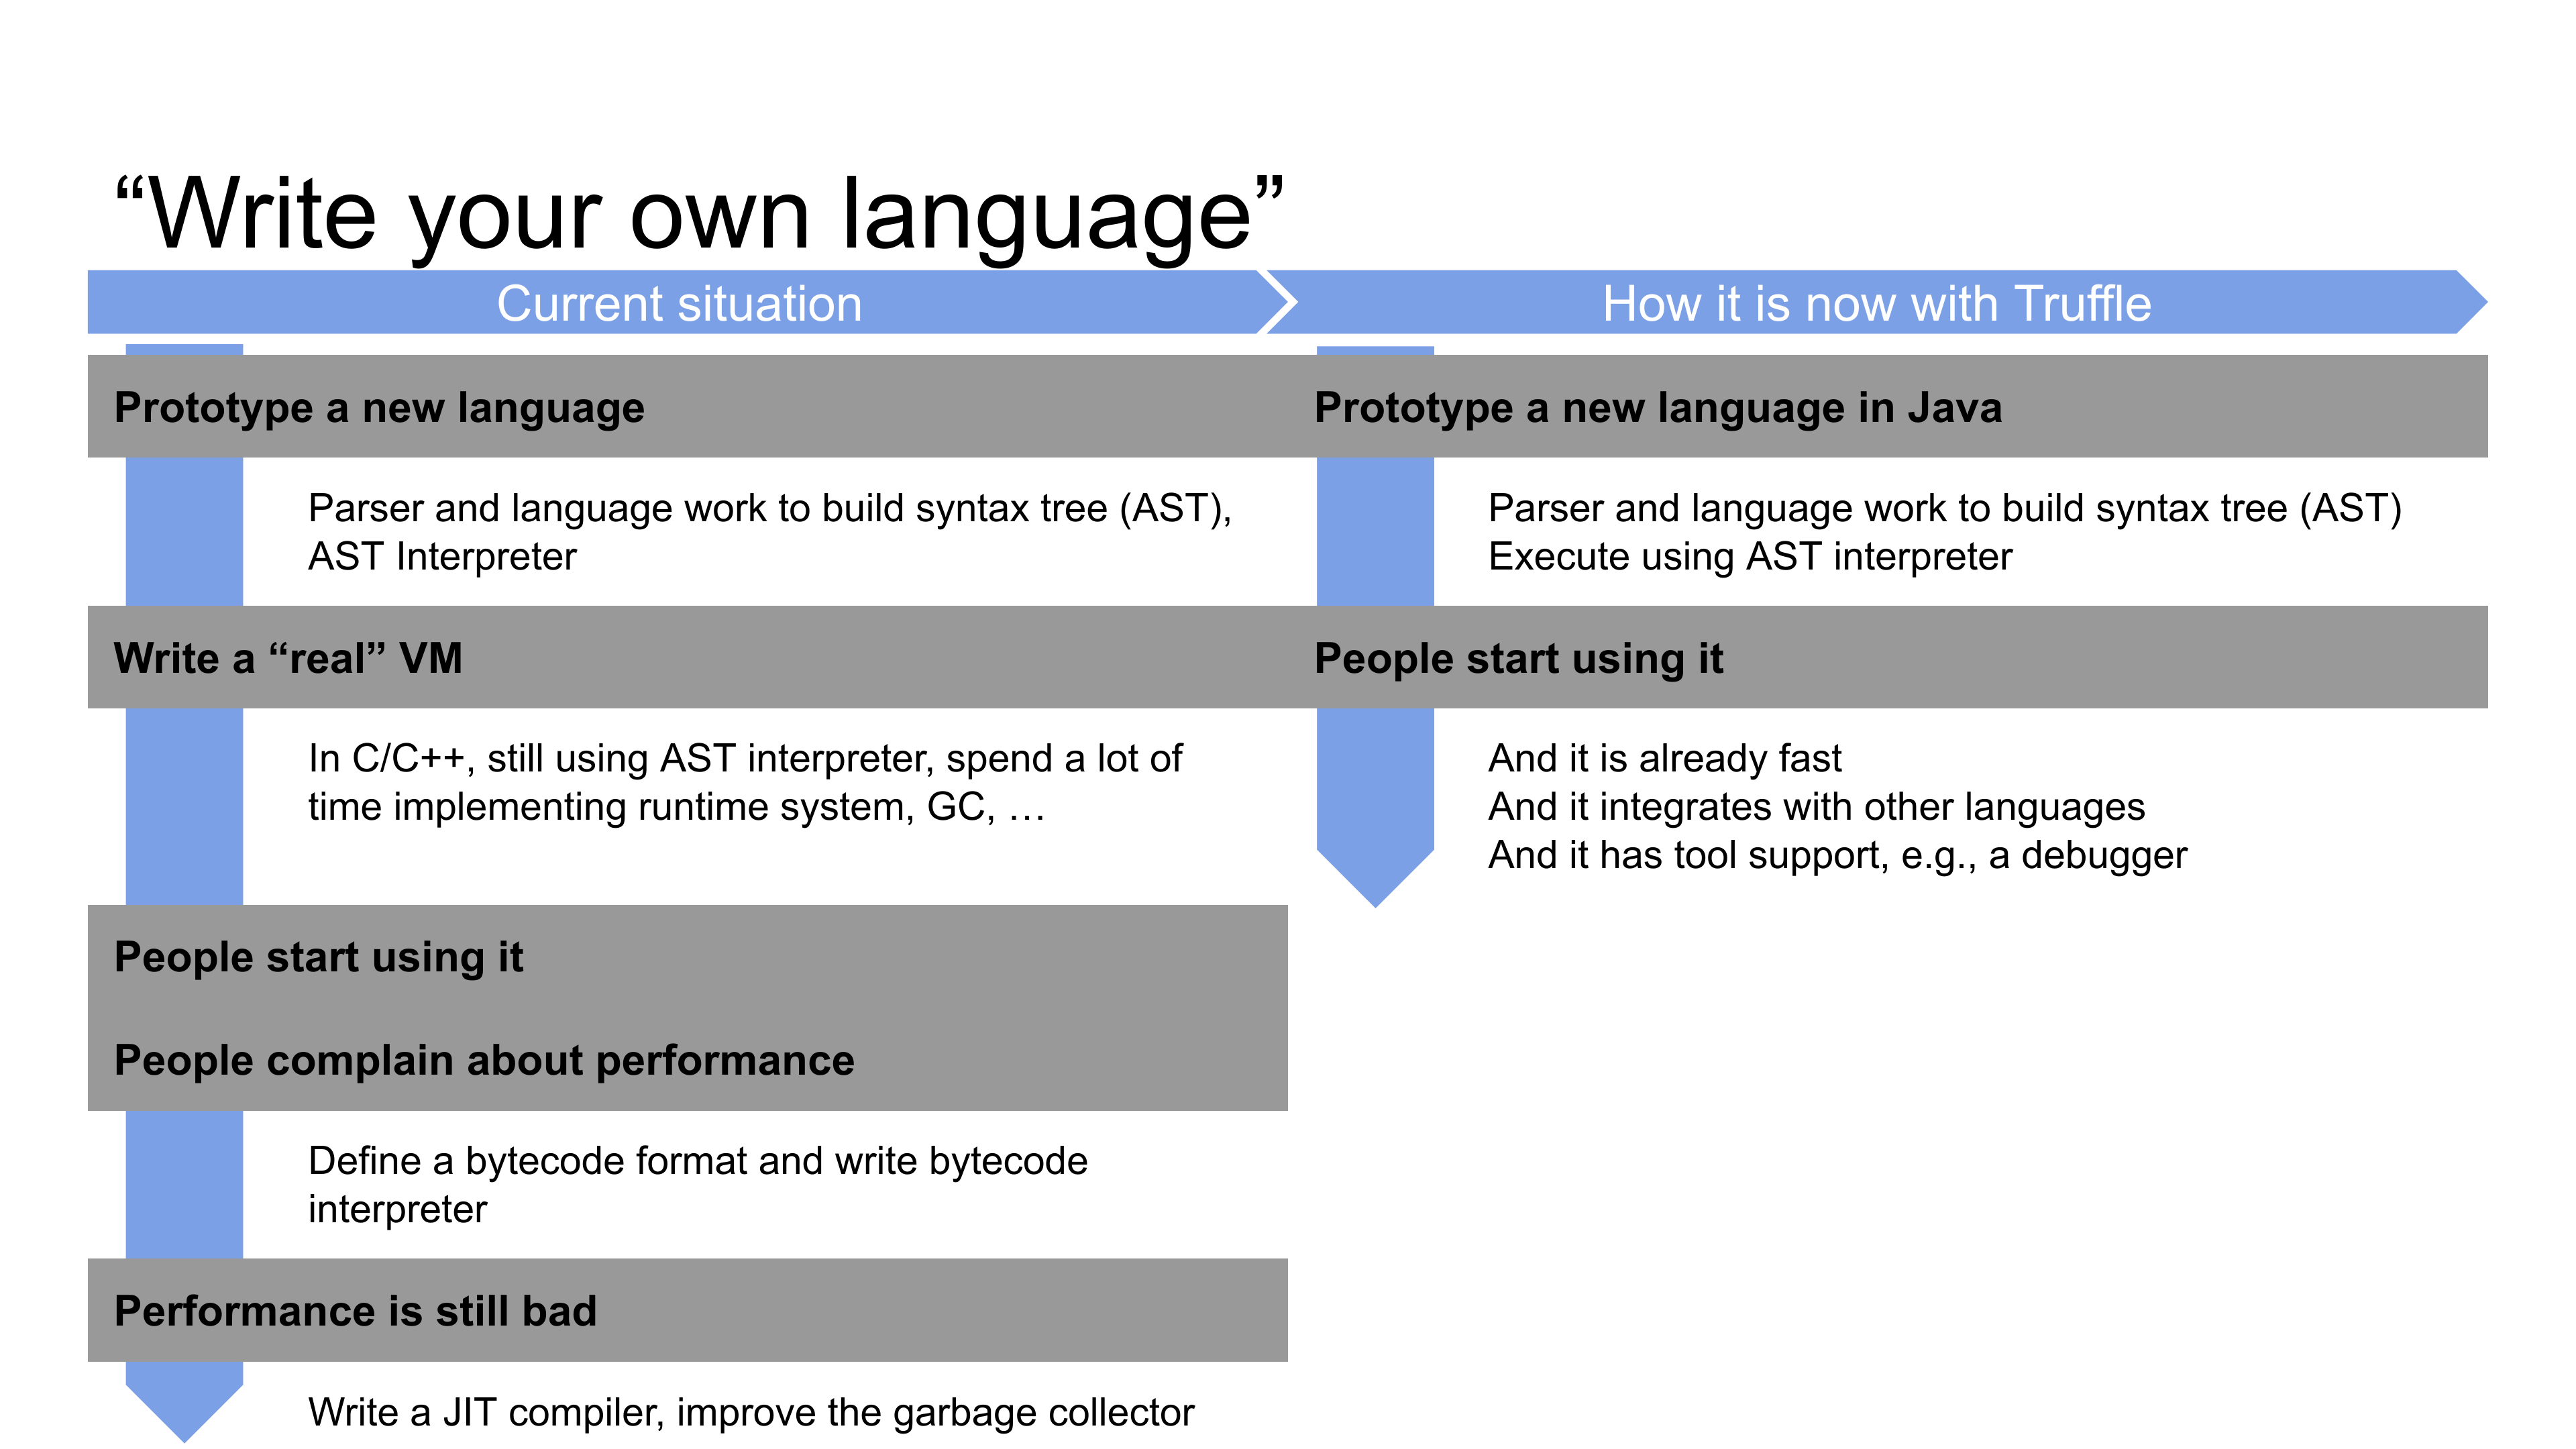 “Write your own language”
Current situation
How it is now with Truffle
Prototype a new language
Parser and language work to build syntax tree (AST),
AST Interpreter
Write a “real” VM
In C/C++, still using AST interpreter, spend a lot of
time implementing runtime system, GC, …
People start using it
People complain about performance
Define a bytecode format and write bytecode
interpreter
Performance is still bad
Write a JIT compiler, improve the garbage collector
Prototype a new language in Java
Parser and language work to build syntax tree (AST)
Execute using AST interpreter
People start using it
And it is already fast
And it integrates with other languages
And it has tool support, e.g., a debugger